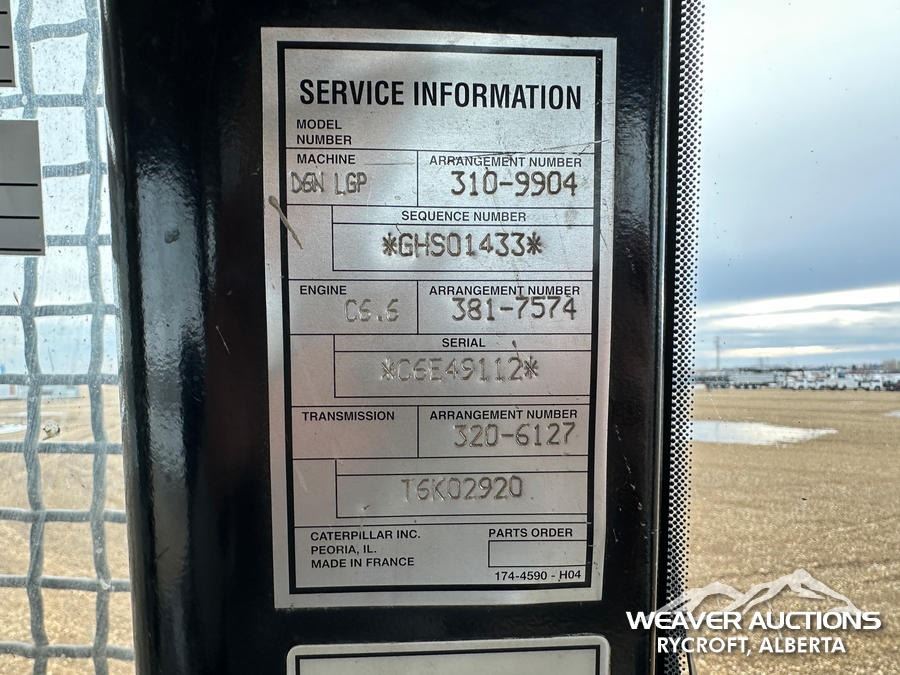 SERVICE INFORMATION
MODEL
NUMBER
MACHINE
ARRANGEMENT NUMBER
D6N LGP
310-9904
SEQUENCE NUMBER
*GHS01433*
ENGINE
ARRANGEMENT NUMBER
C6.6
381-7574
SERIAL
*C6E49112*
TRANSMISSION
ARRANGEMENT NUMBER
320-6127
T6K02920
CATERPILLAR INC.
PEORIA, IL.
MADE IN FRANCE
PARTS ORDER
174-4590 - H04
WEAVER AUCTIONS
RYCROFT, ALBERTA